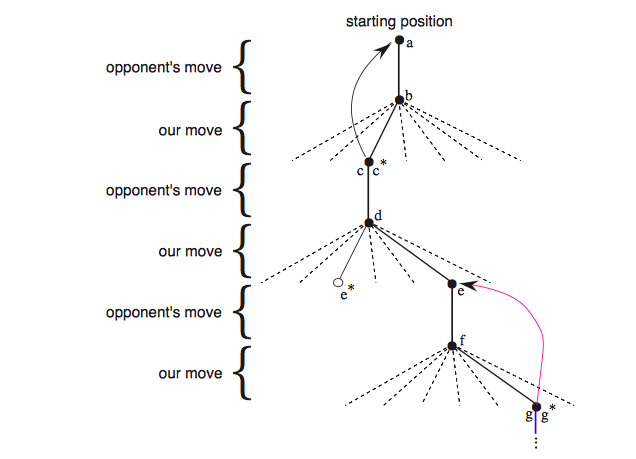 starting position
a
opponent's move
b
our move
c c*
opponent's move
d
our move
e*
e
opponent's move
f
our move
g g*